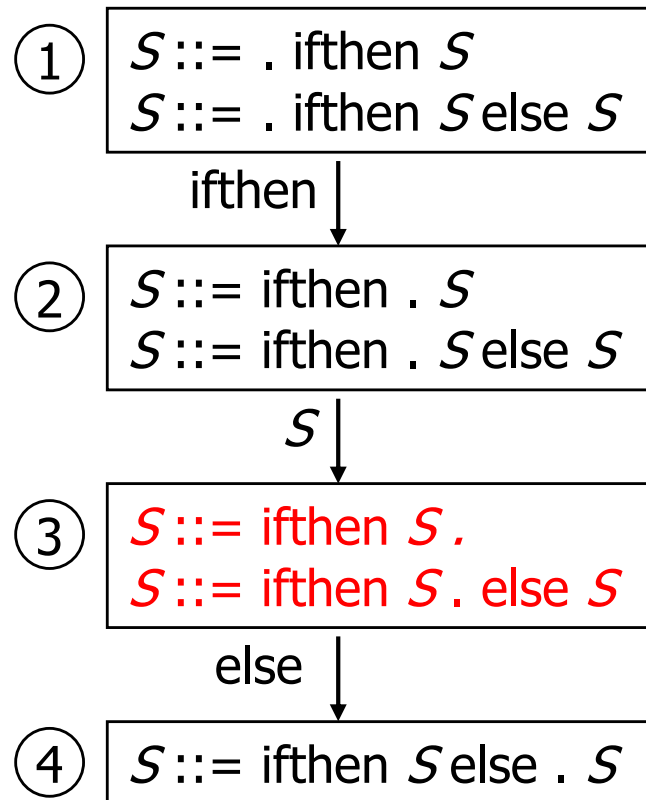 1
S ::= . ifthen S
S ::= . ifthen S else S
ifthen
2
S ::= ifthen . S
S ::= ifthen . S else S
S
3
S ::= ifthen S .
S ::= ifthen S . else S
else
4
S ::= ifthen S else . S